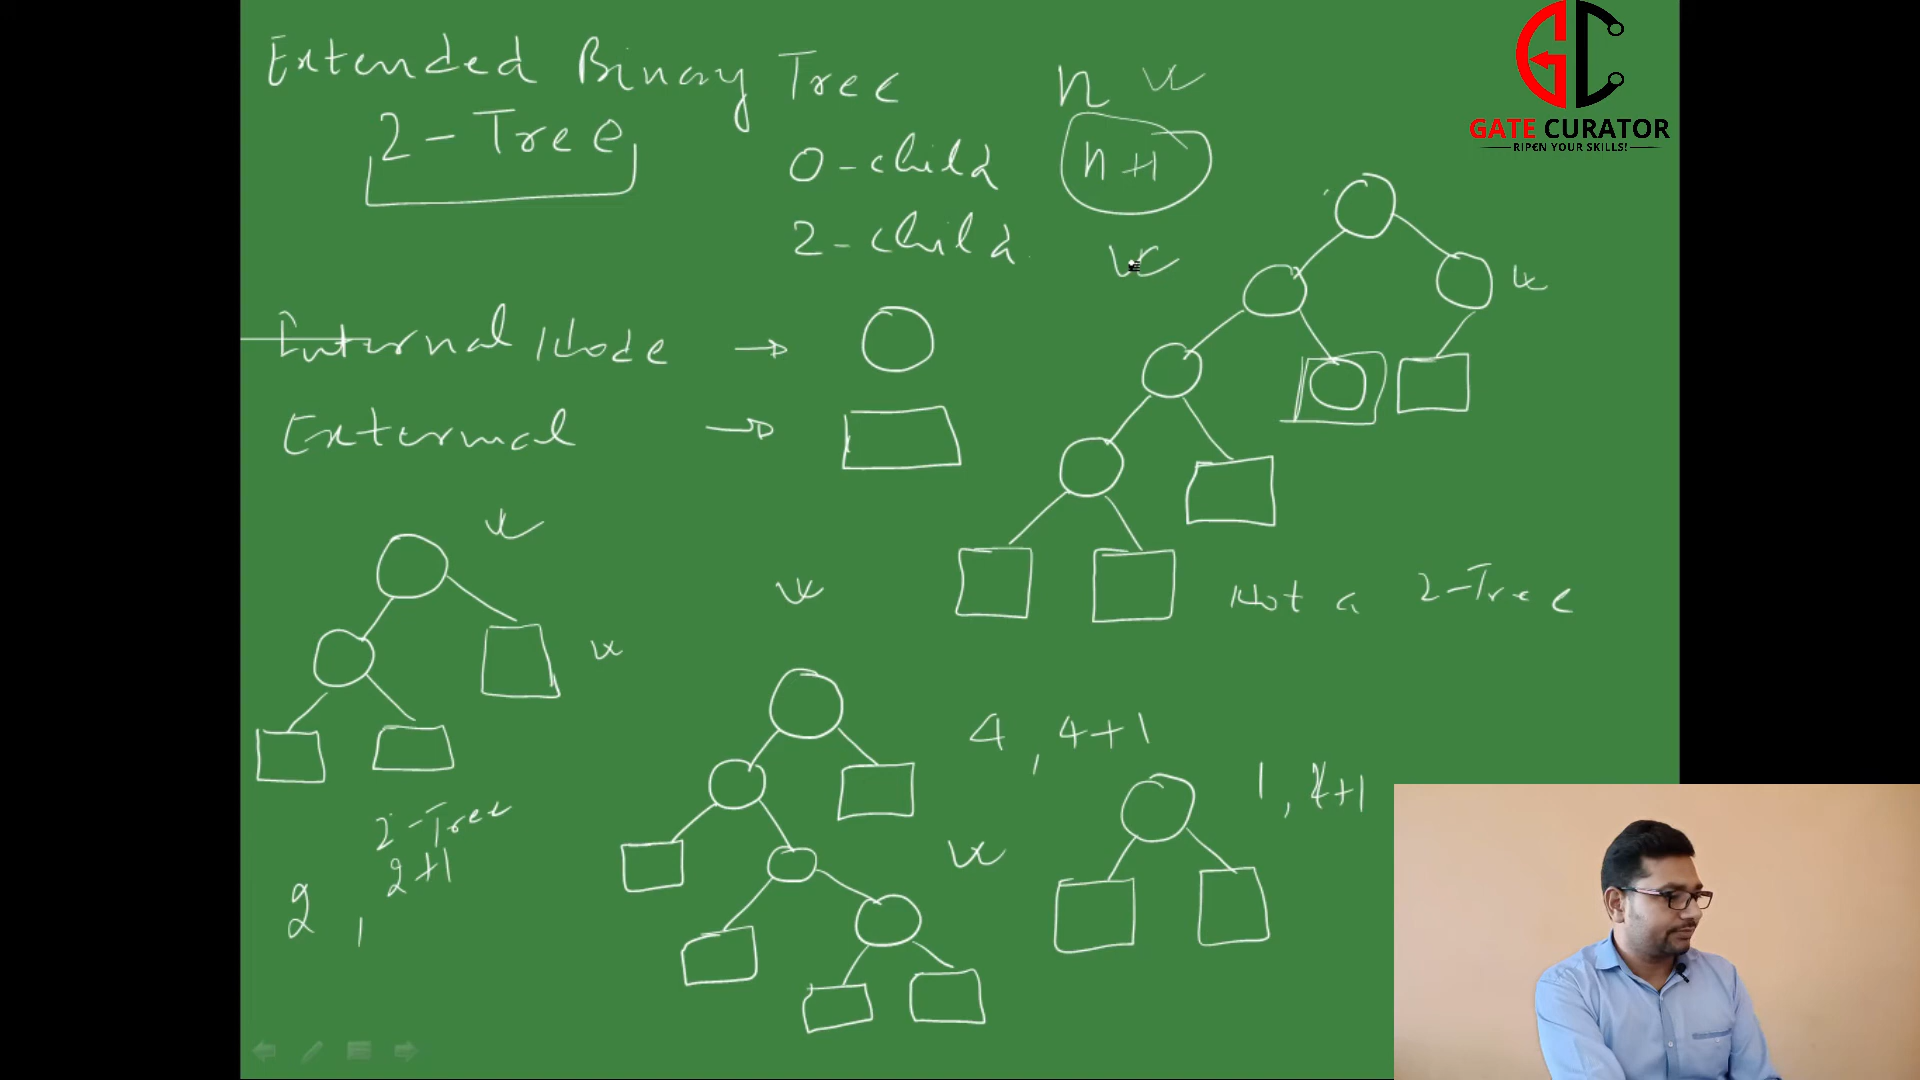 Extended Binary Tree
2-Tree
0-child
2-child
n
n+1
GC
GATE CURATOR
RIPEN YOUR SKILLS!
Internal Node →
External →
Not a 2-Tree
2-Tree
2, 2+1
4, 4+1
1, 1+1